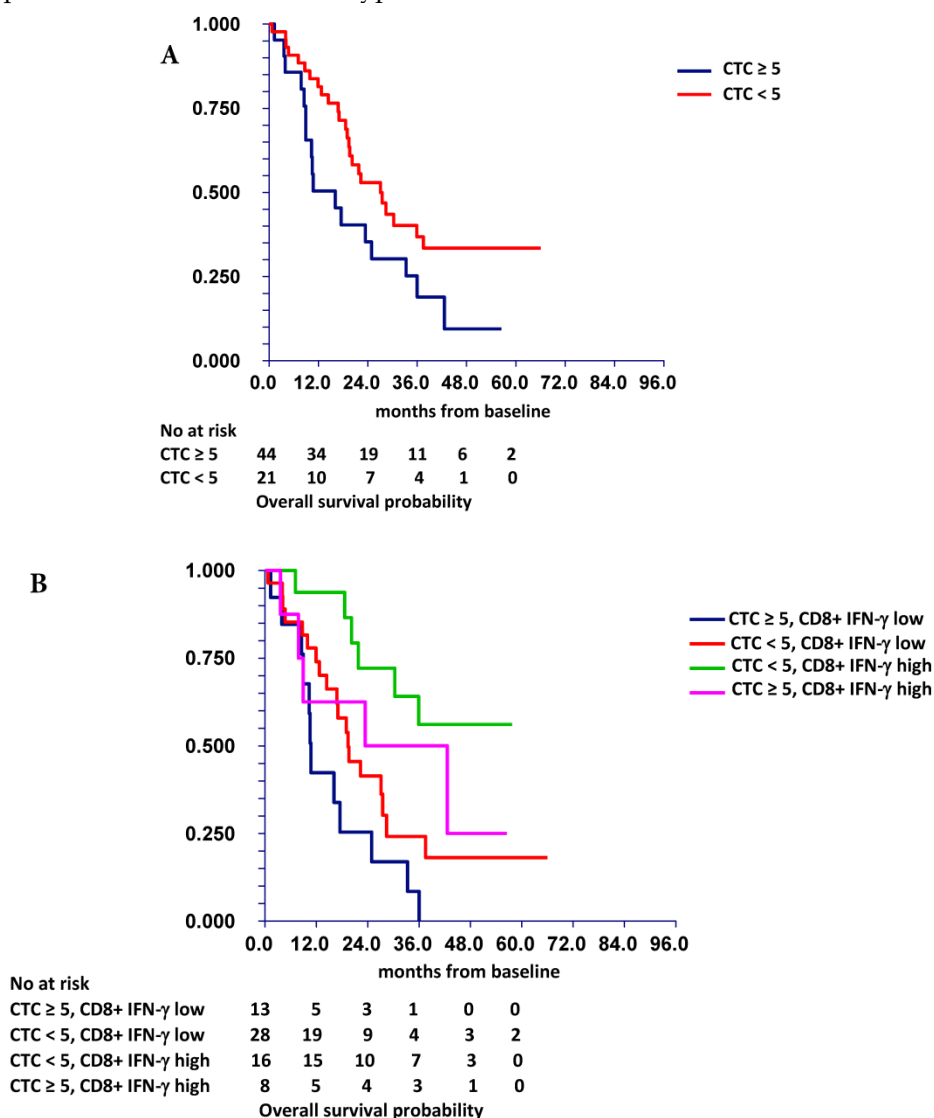 A
1.000
0.750
0.500
0.250
0.000
0.0 12.0 24.0 36.0 48.0 60.0 72.0 84.0 96.0
months from baseline
CTC ≥ 5
CTC < 5
No at risk
CTC ≥ 5 44 34 19 11 6 2
CTC < 5 21 10 7 4 1 0
Overall survival probability
B
1.000
0.750
0.500
0.250
0.000
0.0 12.0 24.0 36.0 48.0 60.0 72.0 84.0 96.0
months from baseline
CTC ≥ 5, CD8+ IFN-γ low
CTC < 5, CD8+ IFN-γ low
CTC < 5, CD8+ IFN-γ high
CTC ≥ 5, CD8+ IFN-γ high
No at risk
CTC ≥ 5, CD8+ IFN-γ low 13 5 3 1 0 0
CTC < 5, CD8+ IFN-γ low 28 19 9 4 3 2
CTC < 5, CD8+ IFN-γ high 16 15 10 7 3 0
CTC ≥ 5, CD8+ IFN-γ high 8 5 4 3 1 0
Overall survival probability